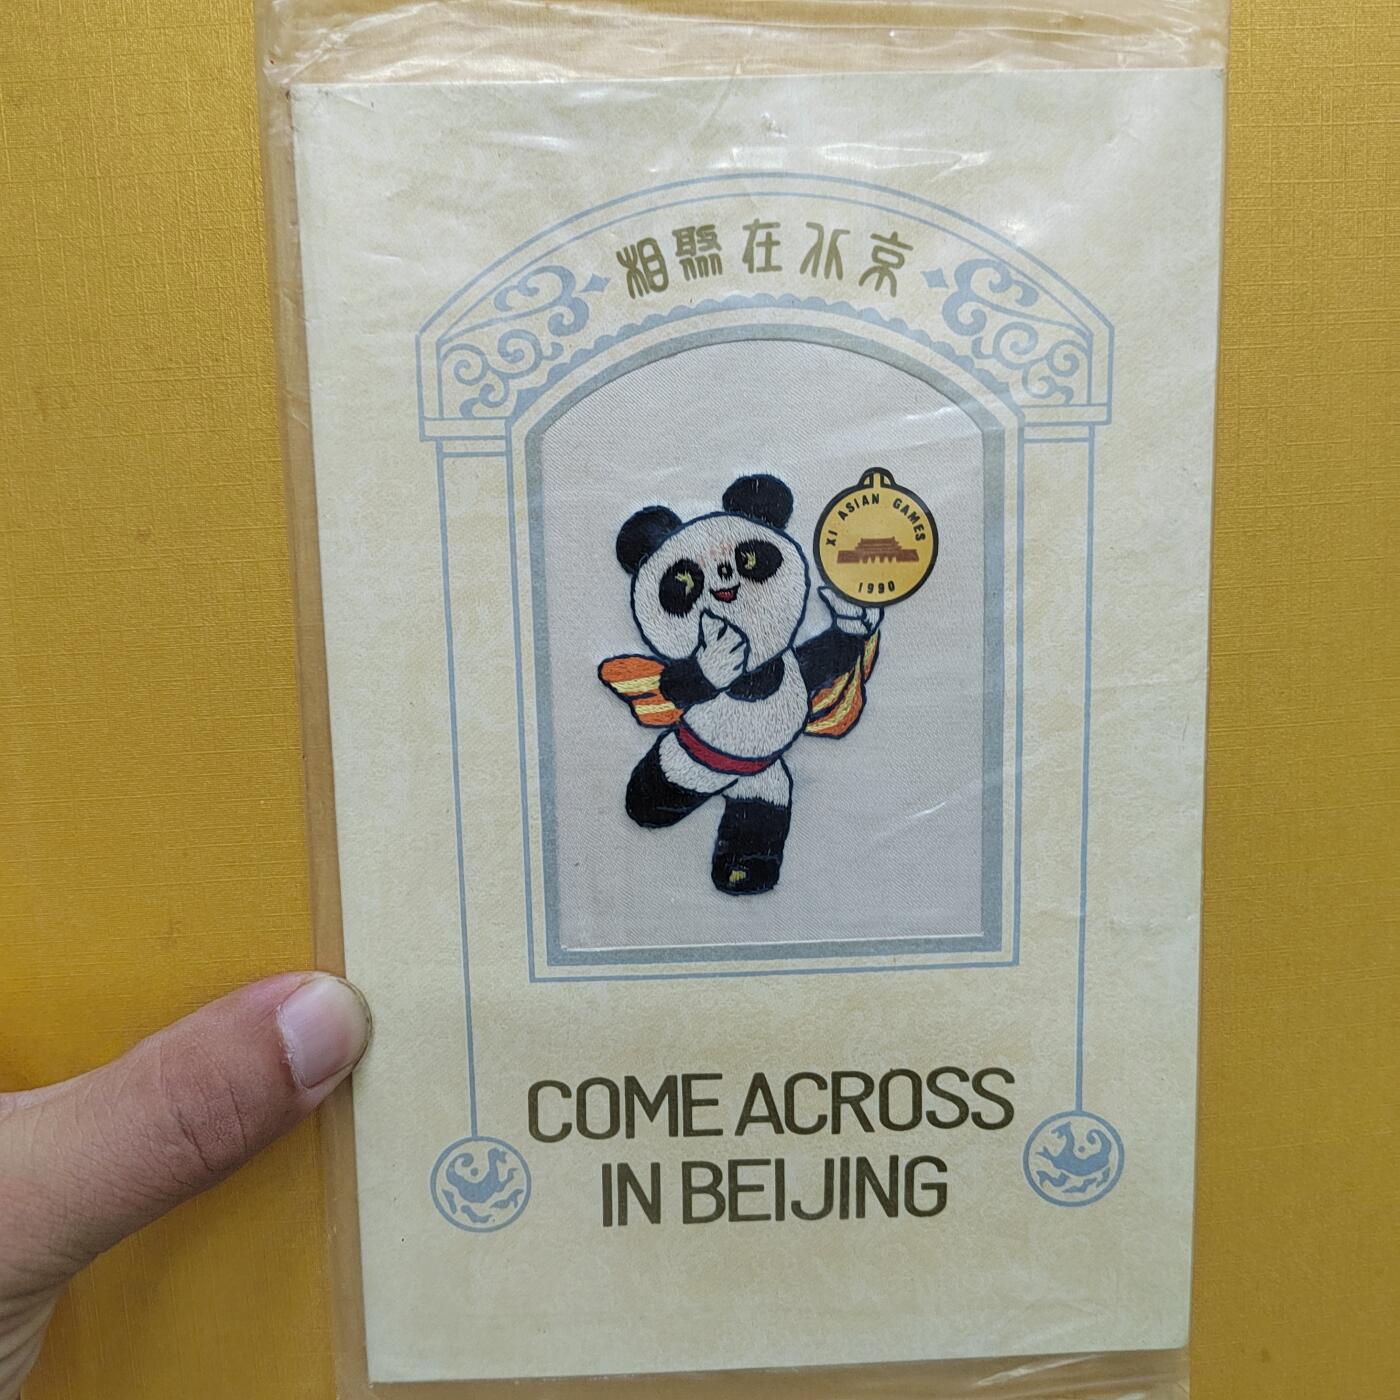 相聚在北京
XI ASIAN GAMES
1990
COME ACROSS
IN BEIJING